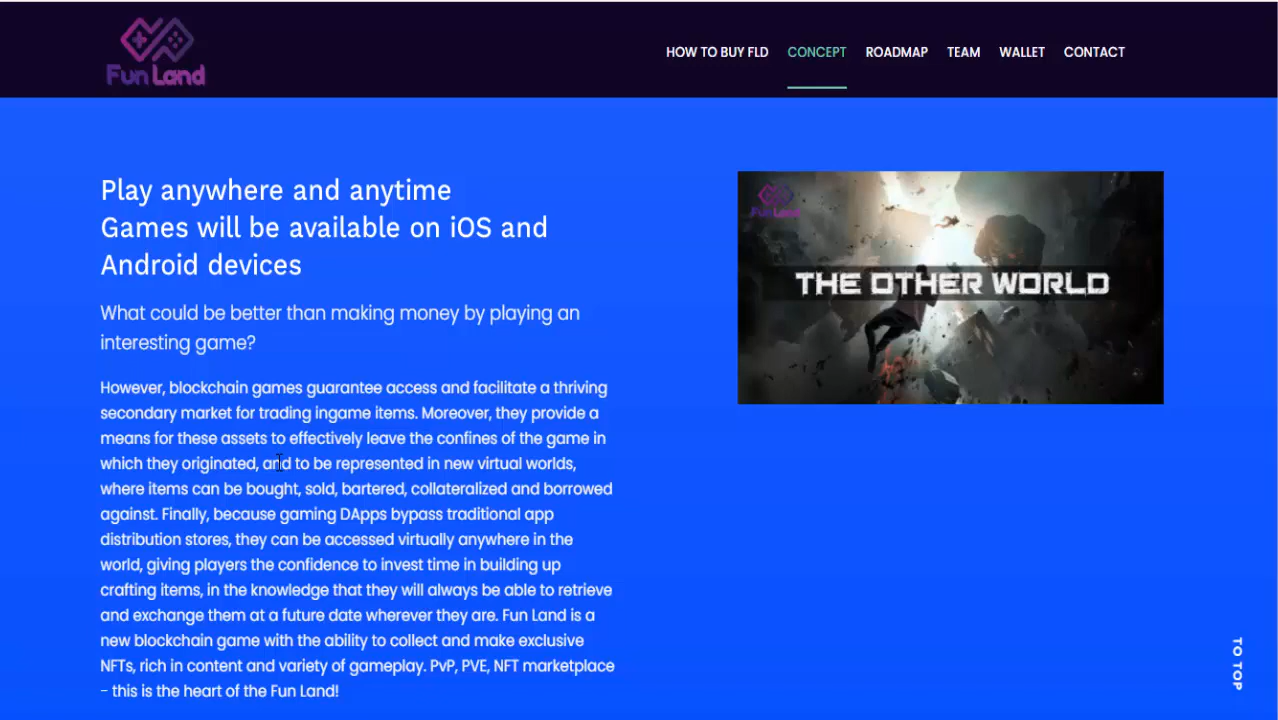 Fun Land
HOW TO BUY FLD CONCEPT ROADMAP TEAM WALLET CONTACT
Play anywhere and anytime
Games will be available on iOS and
Android devices
What could be better than making money by playing an
interesting game?
However, blockchain games guarantee access and facilitate a thriving
secondary market for trading ingame items. Moreover, they provide a
means for these assets to effectively leave the confines of the game in
which they originated, and to be represented in new virtual worlds,
where items can be bought, sold, bartered, collateralized and borrowed
against. Finally, because gaming DApps bypass traditional app
distribution stores, they can be accessed virtually anywhere in the
world, giving players the confidence to invest time in building up
crafting items, in the knowledge that they will always be able to retrieve
and exchange them at a future date wherever they are. Fun Land is a
new blockchain game with the ability to collect and make exclusive
NFTs, rich in content and variety of gameplay. PvP, PVE, NFT marketplace
- this is the heart of the Fun Land!
Fun Land
THE OTHER WORLD
TO TOP